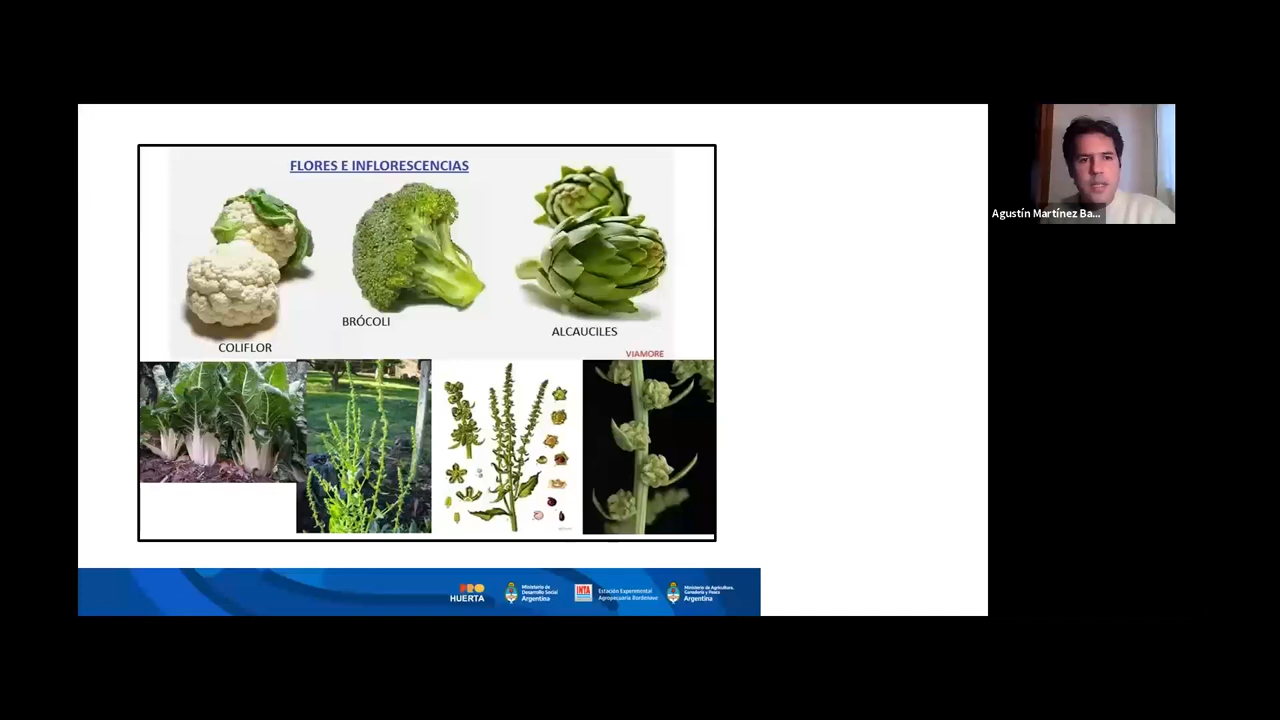 FLORES E INFLORESCENCIAS
BRÓCOLI
ALCAUCILES
COLIFLOR
VIAMORE
Agustín Martínez Ba...
PRO
HUERTA
Ministerio de
Desarrollo Social
Argentina
INTA
Estación Experimental
Agropecuaria Bordenave
Ministerio de Agricultura,
Ganadería y Pesca
Argentina